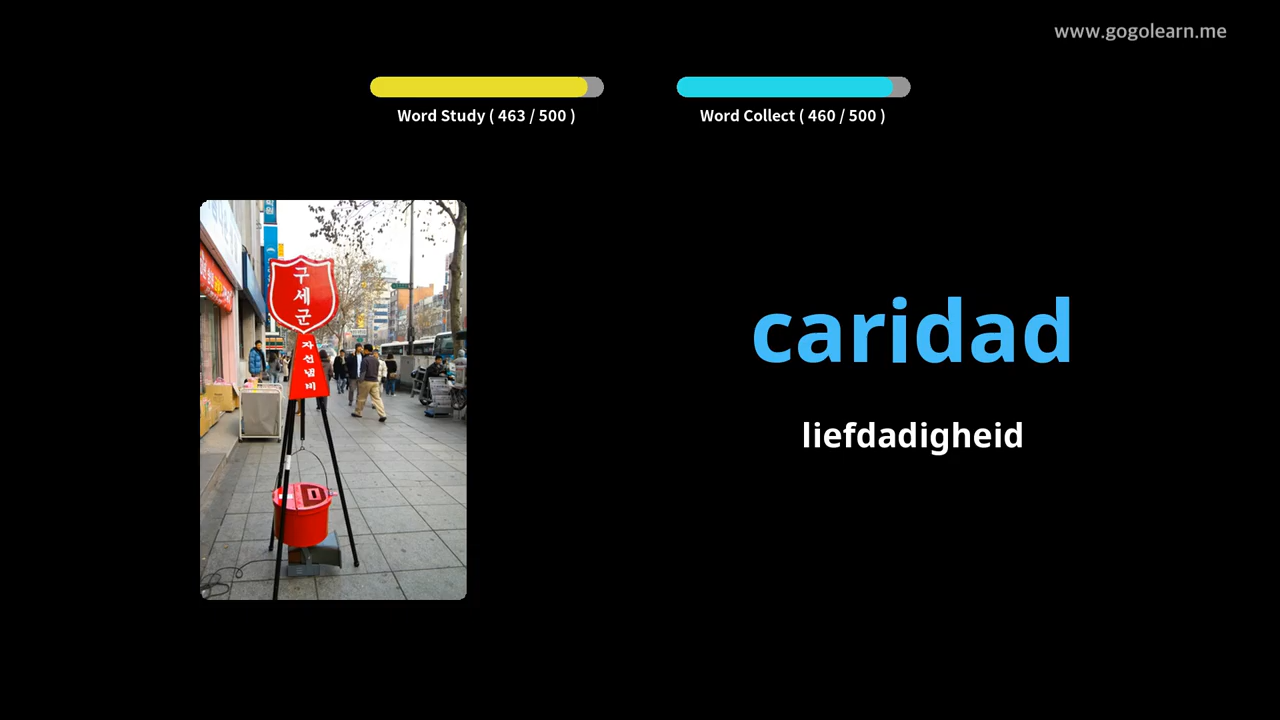 www.gogolearn.me
Word Study ( 463 / 500 )
Word Collect ( 460 / 500 )
구세군
자선냄비
caridad
liefdadigheid